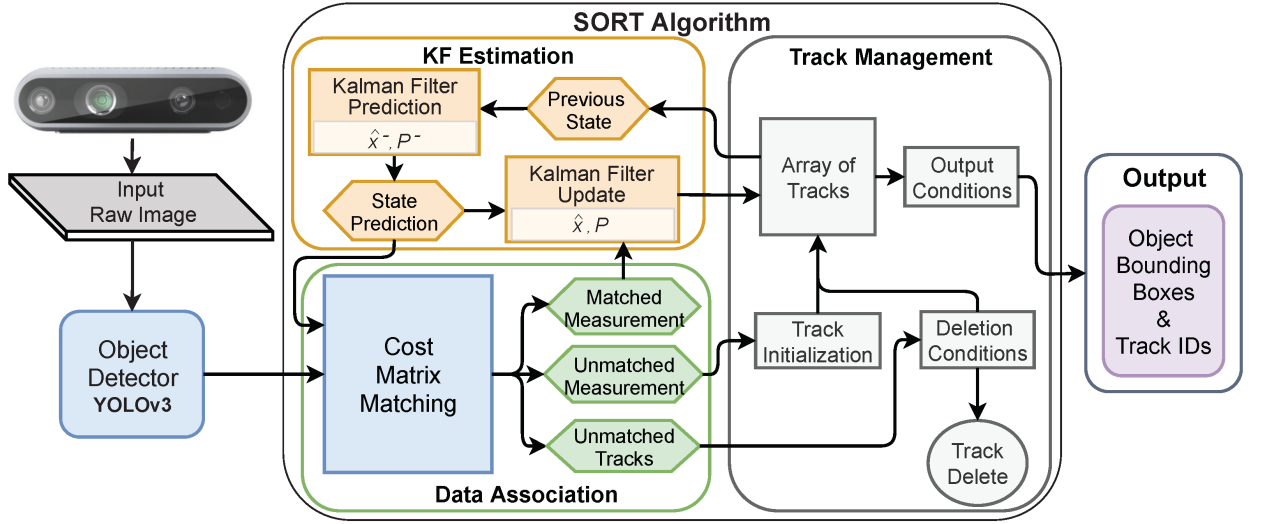 SORT Algorithm
KF Estimation
Kalman Filter
Prediction
x̂⁻, P⁻
Previous
State
State
Prediction
Kalman Filter
Update
x̂, P
Input
Raw Image
Object
Detector
YOLOv3
Cost
Matrix
Matching
Matched
Measurement
Unmatched
Measurement
Unmatched
Tracks
Data Association
Track Management
Array of
Tracks
Output
Conditions
Track
Initialization
Deletion
Conditions
Track
Delete
Output
Object
Bounding
Boxes
&
Track IDs